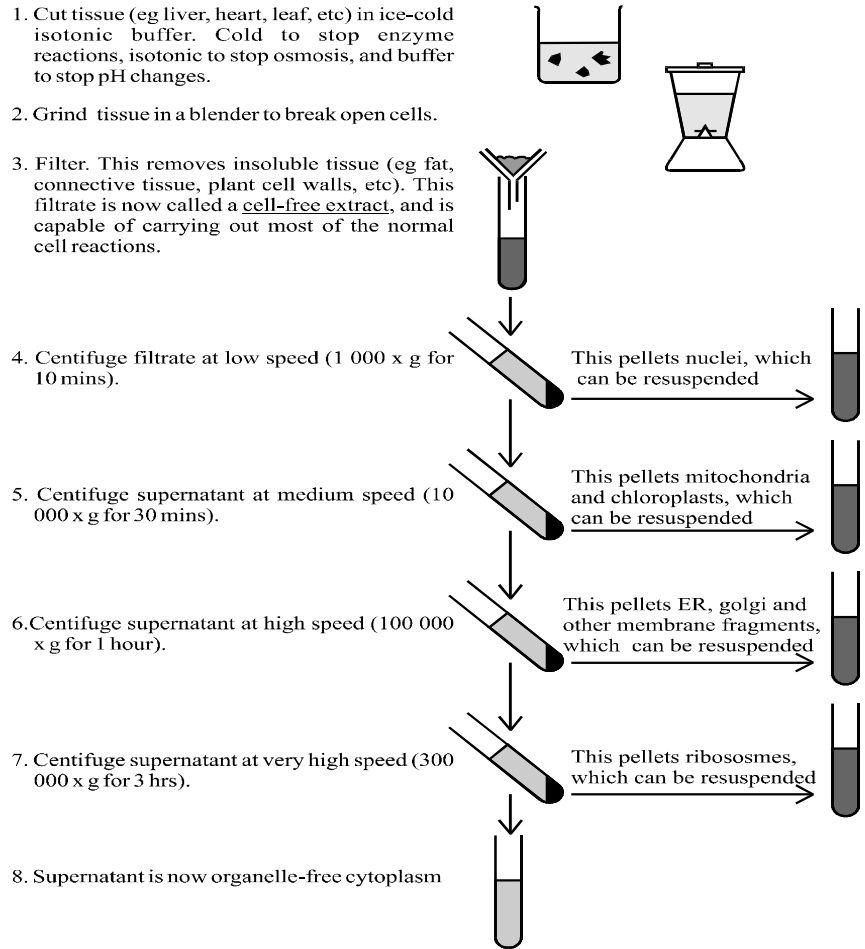 1. Cut tissue (eg liver, heart, leaf, etc) in ice-cold
isotonic buffer. Cold to stop enzyme
reactions, isotonic to stop osmosis, and buffer
to stop pH changes.
2. Grind tissue in a blender to break open cells.
3. Filter. This removes insoluble tissue (eg fat,
connective tissue, plant cell walls, etc). This
filtrate is now called a cell-free extract, and is
capable of carrying out most of the normal
cell reactions.
4. Centifuge filtrate at low speed (1 000 x g for
10 mins).
This pellets nuclei, which
can be resuspended
5. Centifuge supernatant at medium speed (10
000 x g for 30 mins).
This pellets mitochondria
and chloroplasts, which
can be resuspended
6.Centifuge supernatant at high speed (100 000
x g for 1 hour).
This pellets ER, golgi and
other membrane fragments,
which can be resuspended
7. Centifuge supernatant at very high speed (300
000 x g for 3 hrs).
This pellets ribososmes,
which can be resuspended
8. Supernatant is now organelle-free cytoplasm